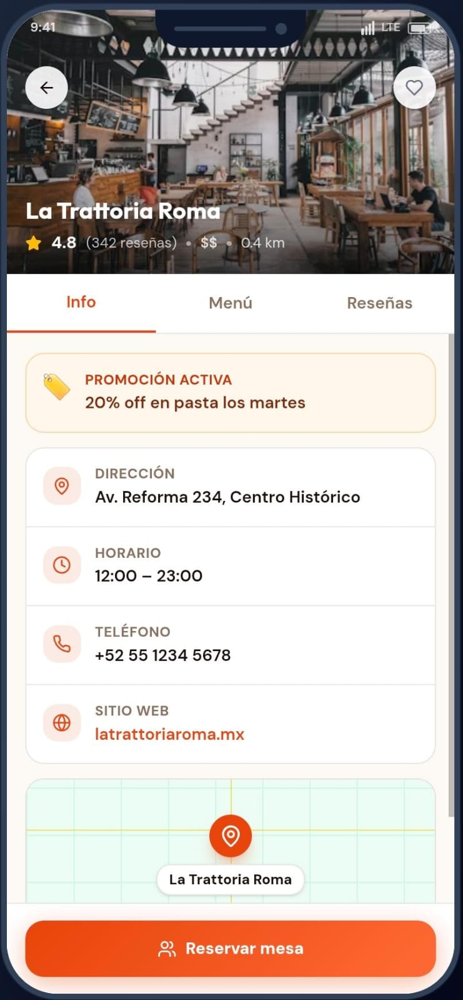 9:41
LTE
La Trattoria Roma
4.8 (342 reseñas) • $$ • 0.4 km
Info
Menú
Reseñas
PROMOCIÓN ACTIVA
20% off en pasta los martes
DIRECCIÓN
Av. Reforma 234, Centro Histórico
HORARIO
12:00 – 23:00
TELÉFONO
+52 55 1234 5678
SITIO WEB
latrattoriaroma.mx
La Trattoria Roma
Reservar mesa